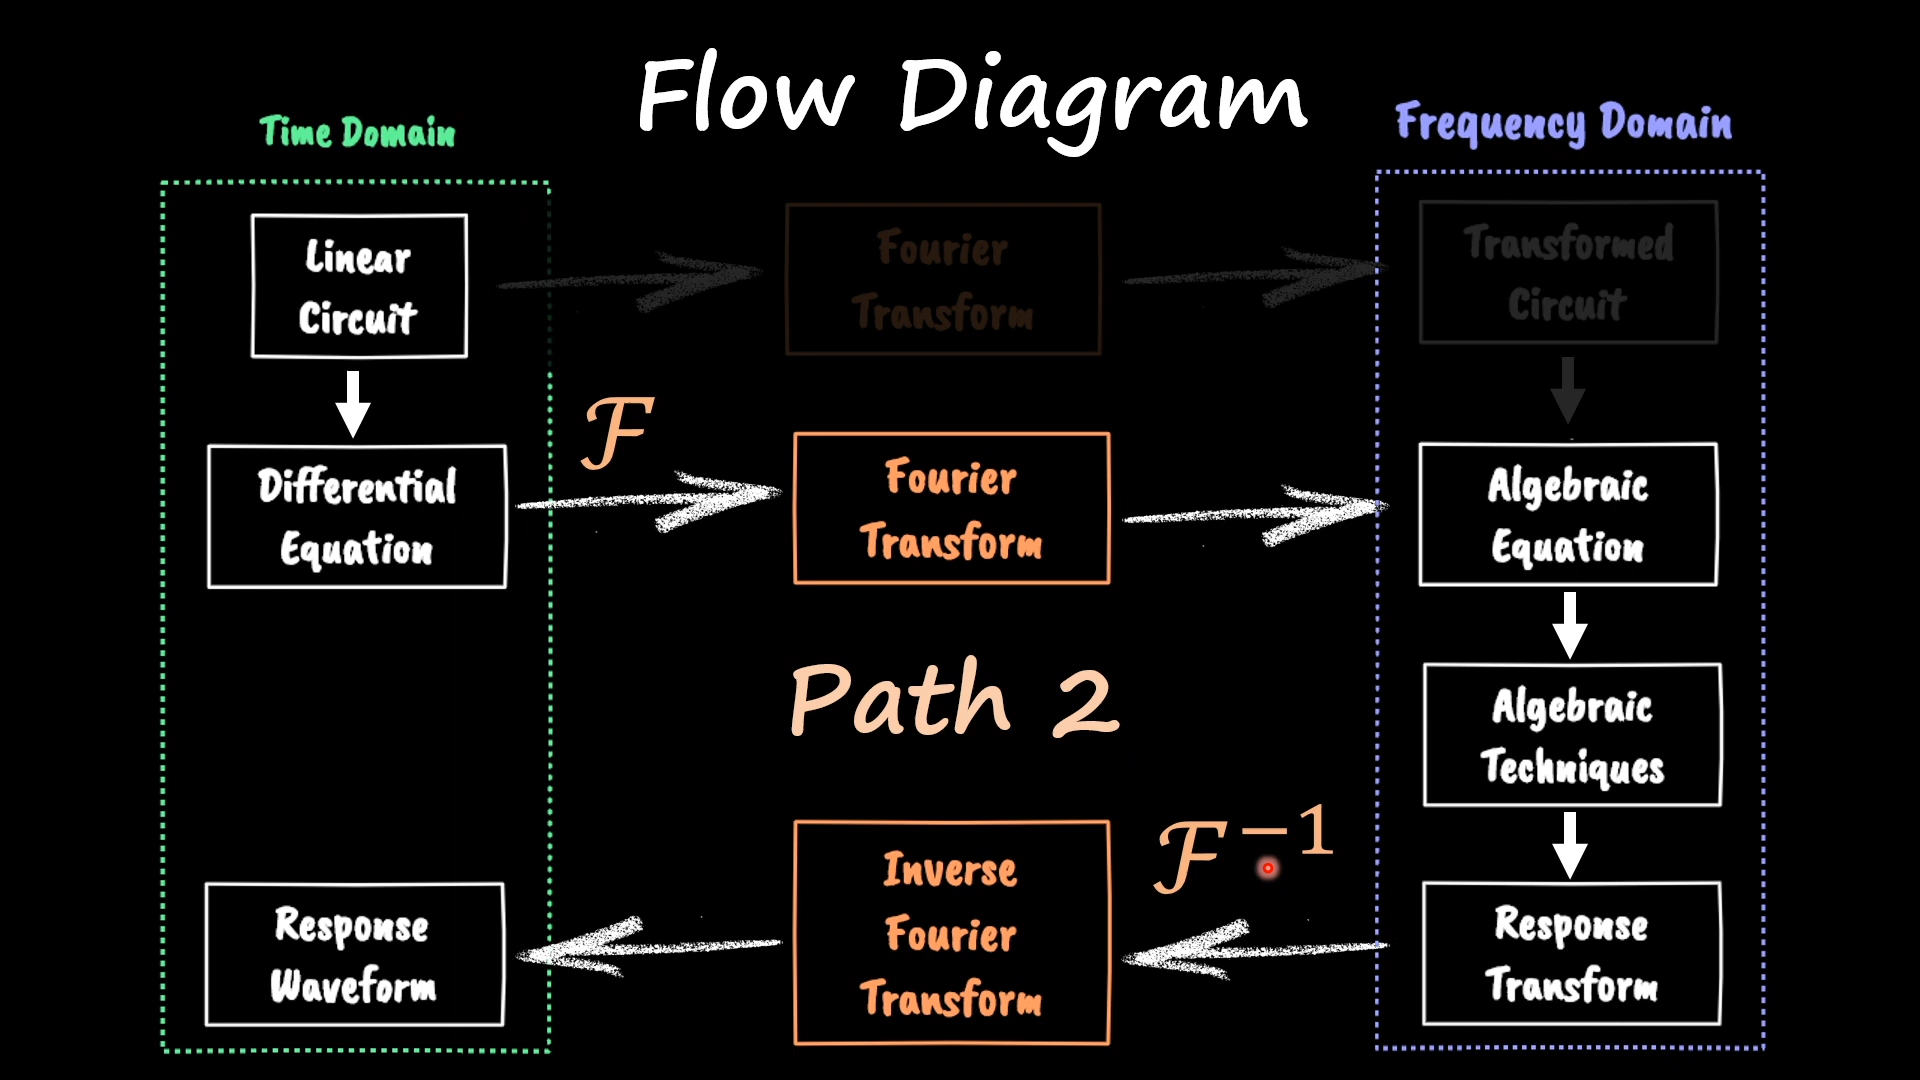 Flow Diagram
Time Domain
Frequency Domain
Linear
Circuit
Fourier
Transform
Transformed
Circuit
ℱ
Differential
Equation
Fourier
Transform
Algebraic
Equation
Path 2
Algebraic
Techniques
ℱ⁻¹
Response
Waveform
Inverse
Fourier
Transform
Response
Transform